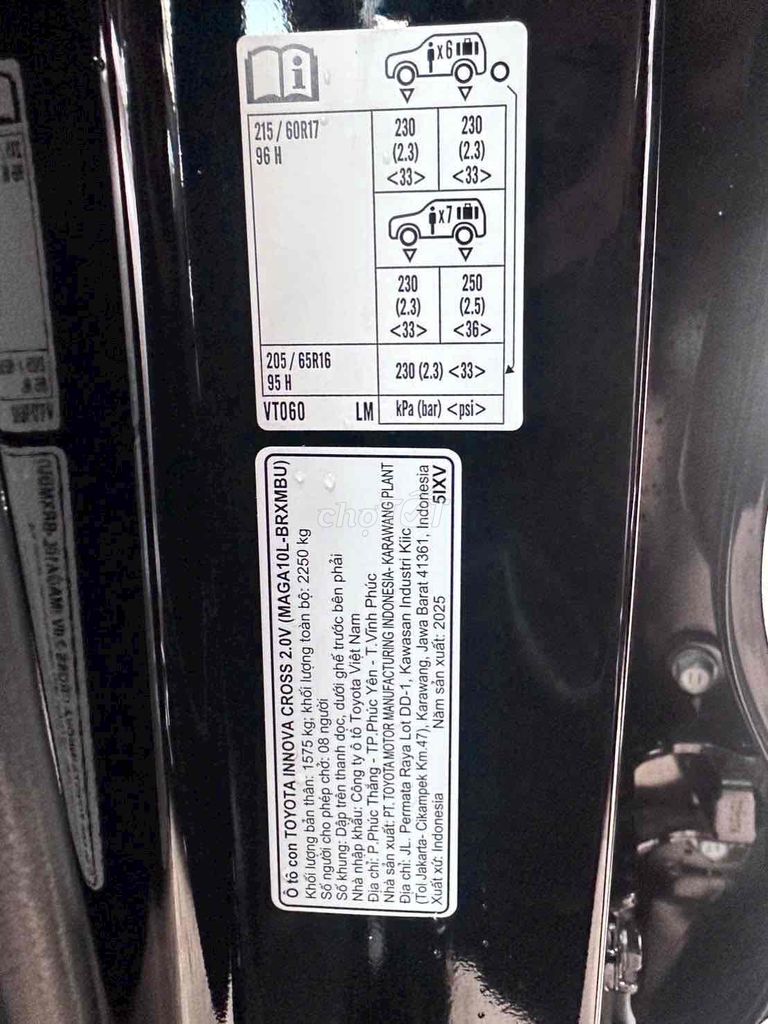 x6
215 / 60R17
96 H
230
(2.3)
<33>
230
(2.3)
<33>
x7
230
(2.3)
<33>
250
(2.5)
<36>
205 / 65R16
95 H
230 (2.3) <33>
VT060 LM
kPa (bar) <psi>
chợTốt
Ô tô con TOYOTA INNOVA CROSS 2.0V (MAGA10L-BRXMBU)
Khối lượng bản thân: 1575 kg; khối lượng toàn bộ: 2250 kg
Số người cho phép chở: 08 người
Số khung: Dập trên thanh dọc, dưới ghế trước bên phải
Nhà nhập khẩu: Công ty ô tô Toyota Việt Nam
Địa chỉ: P.Phúc Thắng - TP.Phúc Yên - T.Vĩnh Phúc
Nhà sản xuất: PT. TOYOTA MOTOR MANUFACTURING INDONESIA-KARAWANG PLANT
Địa chỉ: JL. Permata Raya Lot DD-1, Kawasan Industri Kiic
(Tol Jakarta- Cikampek Km.47), Karawang, Jawa Barat 41361, Indonesia
Xuất xứ: Indonesia Năm sản xuất: 2025 5IXV